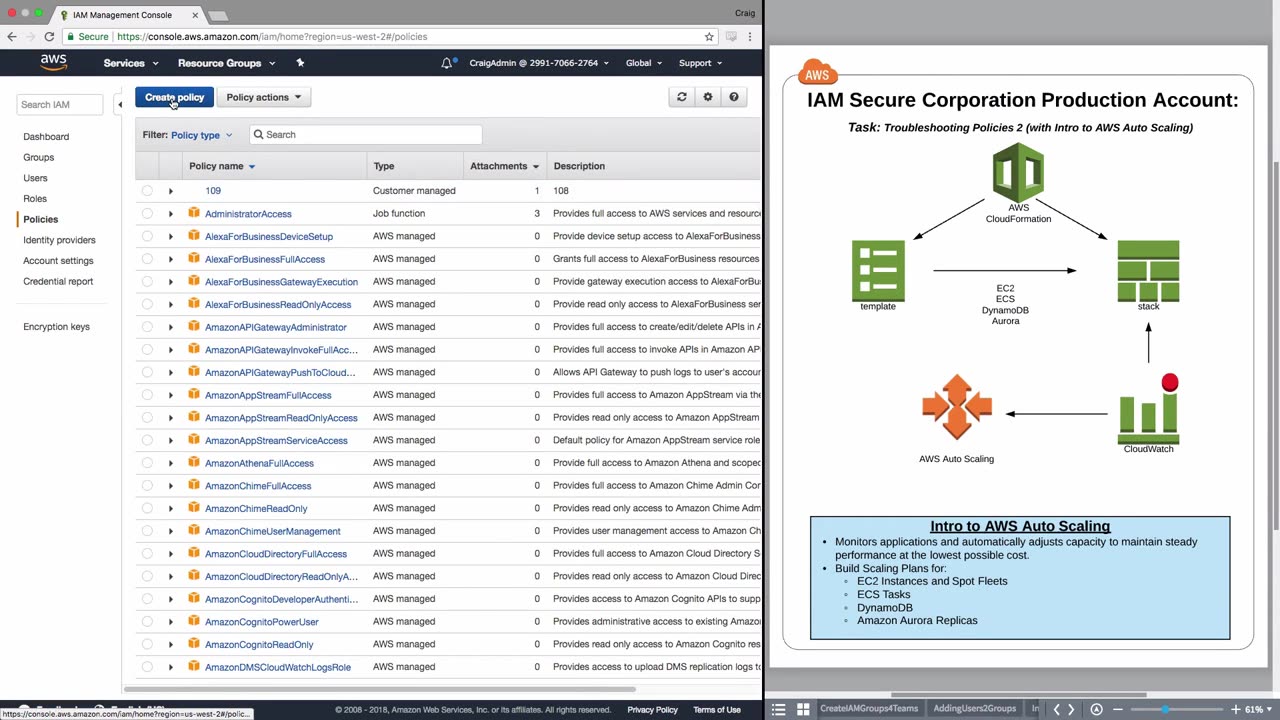 IAM Management Console
Craig
Secure https://console.aws.amazon.com/iam/home?region=us-west-2#/policies
aws
Services
Resource Groups
CraigAdmin @ 2991-7066-2764
Global
Support
Search IAM
Dashboard
Groups
Users
Roles
Policies
Identity providers
Account settings
Credential report
Encryption keys
Create policy
Policy actions
Filter: Policy type
Search
Policy name Type Attachments Description
109 Customer managed 1 108
AdministratorAccess Job function 3 Provides full access to AWS services and resourc
AlexaForBusinessDeviceSetup AWS managed 0 Provide device setup access to AlexaForBusiness
AlexaForBusinessFullAccess AWS managed 0 Grants full access to AlexaForBusiness resources
AlexaForBusinessGatewayExecution AWS managed 0 Provide gateway execution access to AlexaForBus
AlexaForBusinessReadOnlyAccess AWS managed 0 Provide read only access to AlexaForBusiness ser
AmazonAPIGatewayAdministrator AWS managed 0 Provides full access to create/edit/delete APIs in A
AmazonAPIGatewayInvokeFullAcc... AWS managed 0 Provides full access to invoke APIs in Amazon AP
AmazonAPIGatewayPushToCloud... AWS managed 0 Allows API Gateway to push logs to user's accoun
AmazonAppStreamFullAccess AWS managed 0 Provides full access to Amazon AppStream via the
AmazonAppStreamReadOnlyAccess AWS managed 0 Provides read only access to Amazon AppStream
AmazonAppStreamServiceAccess AWS managed 0 Default policy for Amazon AppStream service role
AmazonAthenaFullAccess AWS managed 0 Provide full access to Amazon Athena and scoped
AmazonChimeFullAccess AWS managed 0 Provides full access to Amazon Chime Admin Con
AmazonChimeReadOnly AWS managed 0 Provides read only access to Amazon Chime Adm
AmazonChimeUserManagement AWS managed 0 Provides user management access to Amazon Ch
AmazonCloudDirectoryFullAccess AWS managed 0 Provides full access to Amazon Cloud Directory S
AmazonCloudDirectoryReadOnlyA... AWS managed 0 Provides read only access to Amazon Cloud Direc
AmazonCognitoDeveloperAuthenti... AWS managed 0 Provides access to Amazon Cognito APIs to supp
AmazonCognitoPowerUser AWS managed 0 Provides administrative access to existing Amazo
AmazonCognitoReadOnly AWS managed 0 Provides read only access to Amazon Cognito res
AmazonDMSCloudWatchLogsRole AWS managed 0 Provides access to upload DMS replication logs to
https://console.aws.amazon.com/iam/home?region=us-west-2#/polic...
© 2008 - 2018, Amazon Web Services, Inc. or its affiliates. All rights reserved.
Privacy Policy
Terms of Use
AWS
IAM Secure Corporation Production Account:
Task: Troubleshooting Policies 2 (with Intro to AWS Auto Scaling)
AWS
CloudFormation
template
EC2
ECS
DynamoDB
Aurora
stack
AWS Auto Scaling
CloudWatch
Intro to AWS Auto Scaling
• Monitors applications and automatically adjusts capacity to maintain steady
performance at the lowest possible cost.
• Build Scaling Plans for:
◦ EC2 Instances and Spot Fleets
◦ ECS Tasks
◦ DynamoDB
◦ Amazon Aurora Replicas
CreateIAMGroups4Teams
AddingUsers2Groups
61%